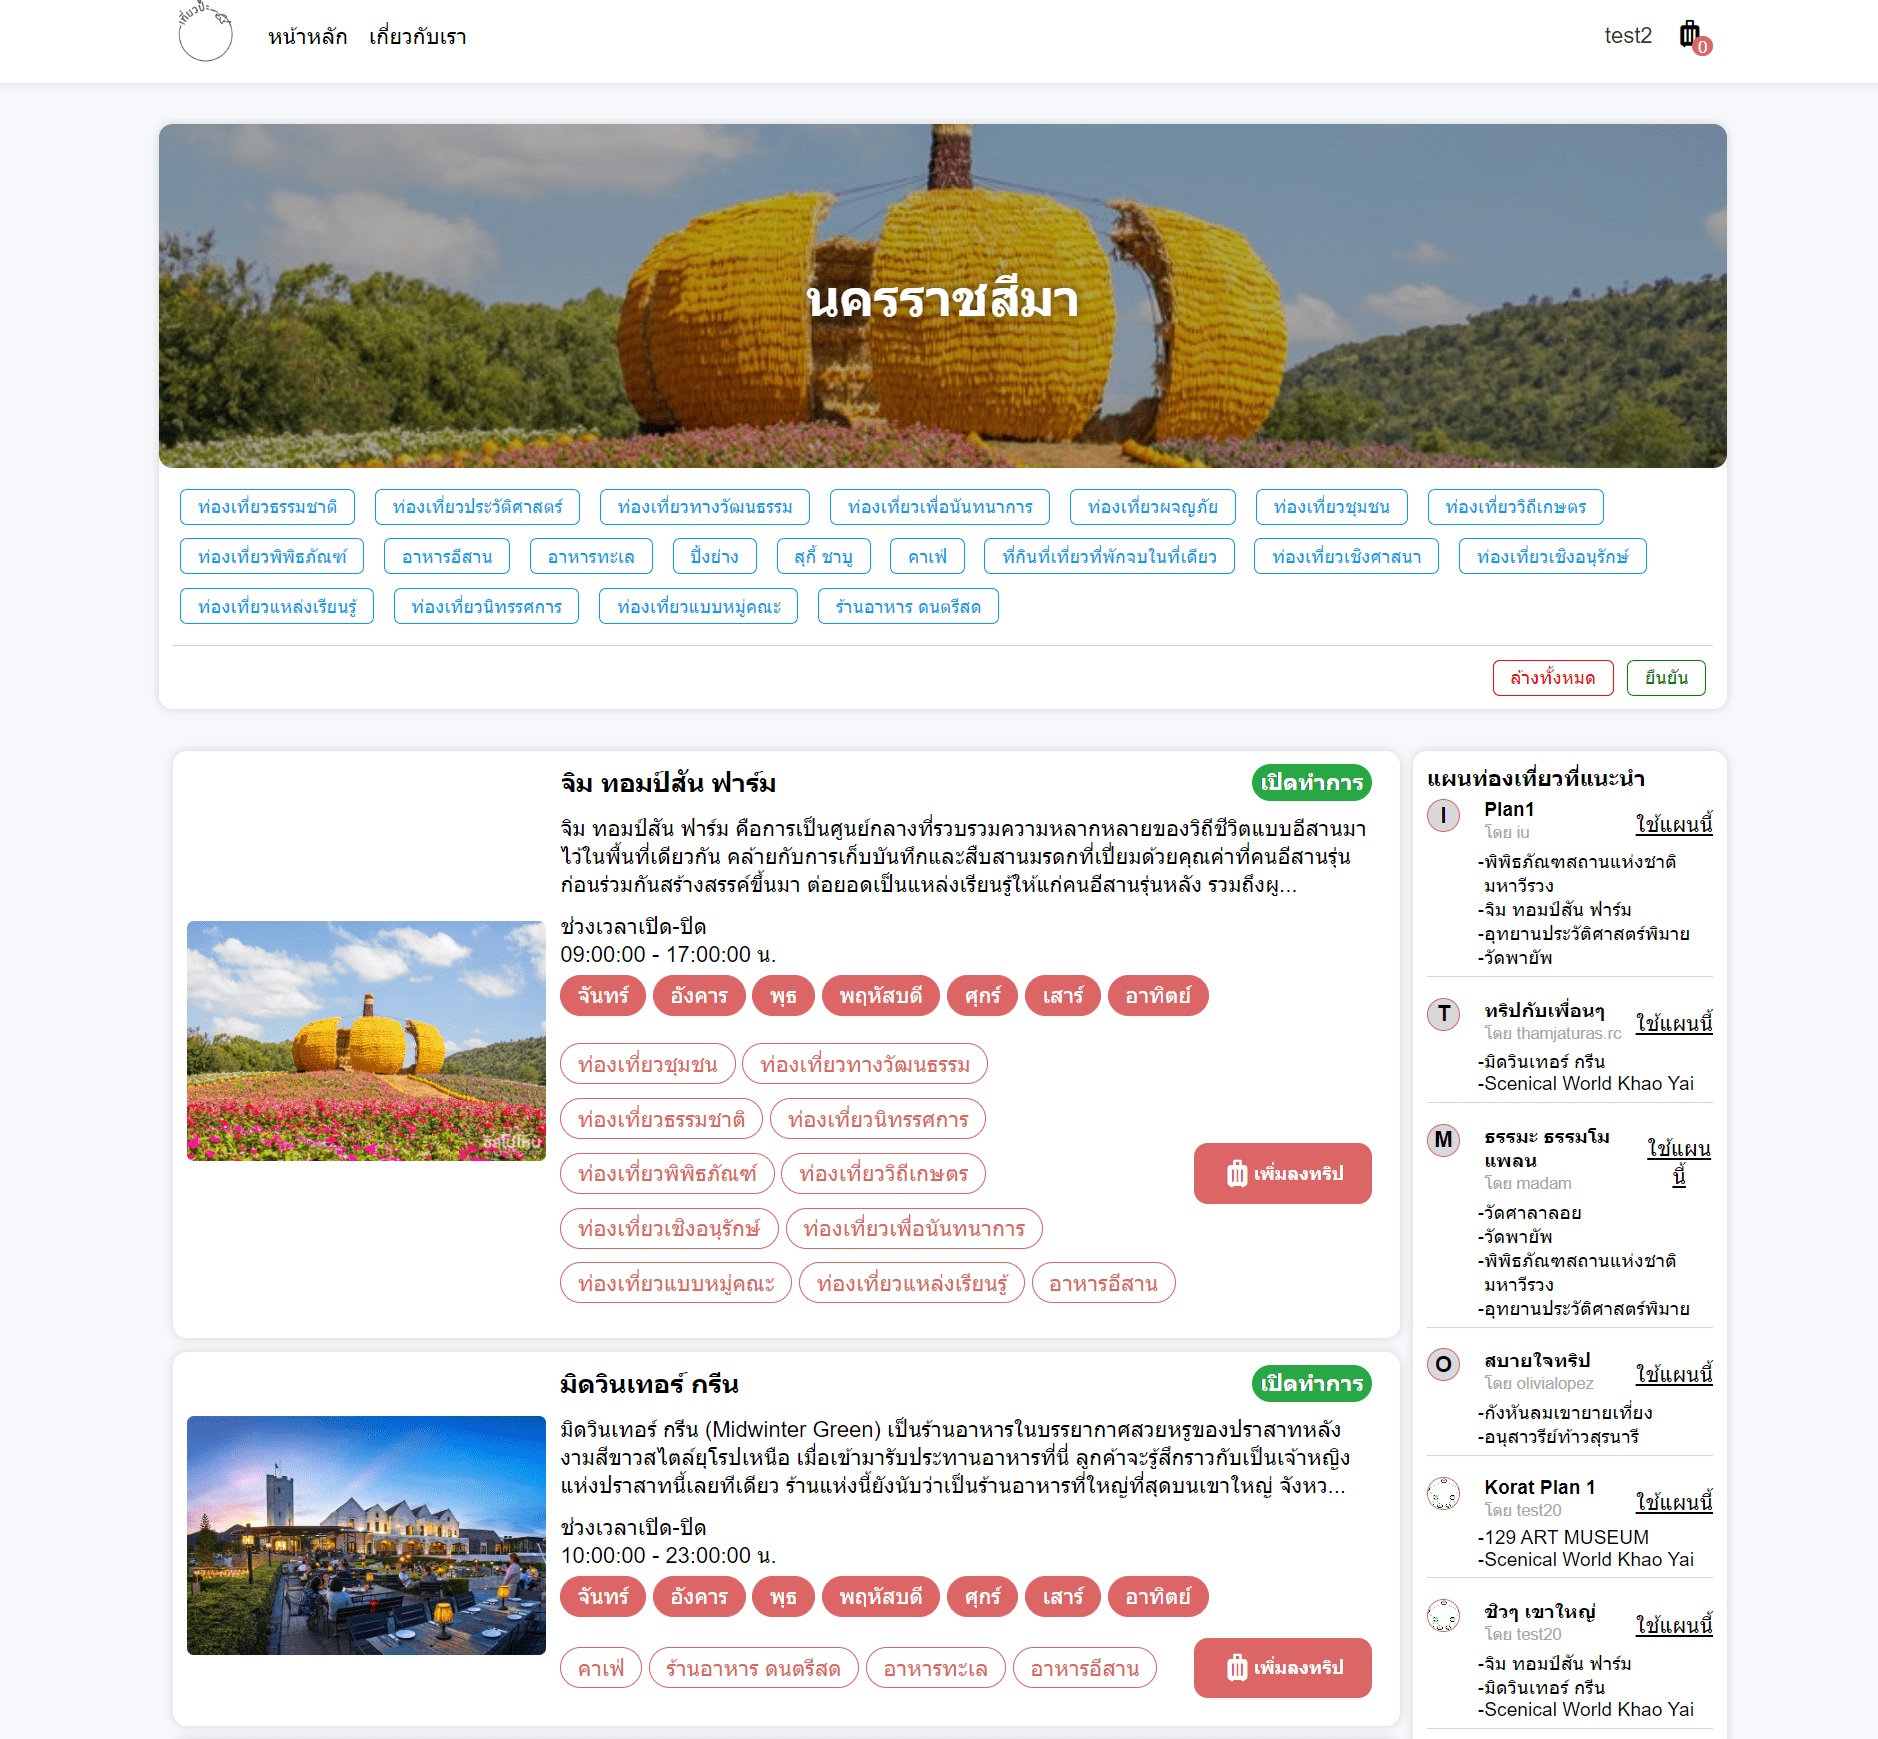 เที่ยวป่ะ
หน้าหลัก เกี่ยวกับเรา test2 0
นครราชสีมา
ท่องเที่ยวธรรมชาติ ท่องเที่ยวประวัติศาสตร์ ท่องเที่ยวทางวัฒนธรรม ท่องเที่ยวเพื่อนันทนาการ ท่องเที่ยวผจญภัย ท่องเที่ยวชุมชน ท่องเที่ยววิถีเกษตร
ท่องเที่ยวพิพิธภัณฑ์ อาหารอีสาน อาหารทะเล ปิ้งย่าง สุกี้ ชาบู คาเฟ่ ที่กินที่เที่ยวที่พักจบในที่เดียว ท่องเที่ยวเชิงศาสนา ท่องเที่ยวเชิงอนุรักษ์
ท่องเที่ยวแหล่งเรียนรู้ ท่องเที่ยวนิทรรศการ ท่องเที่ยวแบบหมู่คณะ ร้านอาหาร ดนตรีสด
ล้างทั้งหมด ยืนยัน
จิม ทอมป์สัน ฟาร์ม เปิดทำการ
จิม ทอมป์สัน ฟาร์ม คือการเป็นศูนย์กลางที่รวบรวมความหลากหลายของวิถีชีวิตแบบอีสานมา
ไว้ในพื้นที่เดียวกัน คล้ายกับการเก็บบันทึกและสืบสานมรดกที่เปี่ยมด้วยคุณค่าที่คนอีสานรุ่น
ก่อนร่วมกันสร้างสรรค์ขึ้นมา ต่อยอดเป็นแหล่งเรียนรู้ให้แก่คนอีสานรุ่นหลัง รวมถึงผู...
ช่วงเวลาเปิด-ปิด
09:00:00 - 17:00:00 น.
จันทร์ อังคาร พุธ พฤหัสบดี ศุกร์ เสาร์ อาทิตย์
ท่องเที่ยวชุมชน ท่องเที่ยวทางวัฒนธรรม
ท่องเที่ยวธรรมชาติ ท่องเที่ยวนิทรรศการ
ท่องเที่ยวพิพิธภัณฑ์ ท่องเที่ยววิถีเกษตร
เพิ่มลงทริป
ท่องเที่ยวเชิงอนุรักษ์ ท่องเที่ยวเพื่อนันทนาการ
ท่องเที่ยวแบบหมู่คณะ ท่องเที่ยวแหล่งเรียนรู้ อาหารอีสาน
มิดวินเทอร์ กรีน เปิดทำการ
มิดวินเทอร์ กรีน (Midwinter Green) เป็นร้านอาหารในบรรยากาศสวยหรูของปราสาทหลัง
งามสีขาวสไตล์ยุโรปเหนือ เมื่อเข้ามารับประทานอาหารที่นี่ ลูกค้าจะรู้สึกราวกับเป็นเจ้าหญิง
แห่งปราสาทนี้เลยทีเดียว ร้านแห่งนี้ยังนับว่าเป็นร้านอาหารที่ใหญ่ที่สุดบนเขาใหญ่ จังหว...
ช่วงเวลาเปิด-ปิด
10:00:00 - 23:00:00 น.
จันทร์ อังคาร พุธ พฤหัสบดี ศุกร์ เสาร์ อาทิตย์
คาเฟ่ ร้านอาหาร ดนตรีสด อาหารทะเล อาหารอีสาน เพิ่มลงทริป
แผนท่องเที่ยวที่แนะนำ
I Plan1 ใช้แผนนี้
โดย iu
-พิพิธภัณฑสถานแห่งชาติ
มหาวีรวง
-จิม ทอมป์สัน ฟาร์ม
-อุทยานประวัติศาสตร์พิมาย
-วัดพายัพ
T ทริปกับเพื่อนๆ ใช้แผนนี้
โดย thamjaturas.rc
-มิดวินเทอร์ กรีน
-Scenical World Khao Yai
M ธรรมะ ธรรมโม ใช้แผน
แพลน นี้
โดย madam
-วัดศาลาลอย
-วัดพายัพ
-พิพิธภัณฑสถานแห่งชาติ
มหาวีรวง
-อุทยานประวัติศาสตร์พิมาย
O สบายใจทริป ใช้แผนนี้
โดย olivialopez
-กังหันลมเขายายเที่ยง
-อนุสาวรีย์ท้าวสุรนารี
Korat Plan 1 ใช้แผนนี้
โดย test20
-129 ART MUSEUM
-Scenical World Khao Yai
ชิวๆ เขาใหญ่ ใช้แผนนี้
โดย test20
-จิม ทอมป์สัน ฟาร์ม
-มิดวินเทอร์ กรีน
-Scenical World Khao Yai